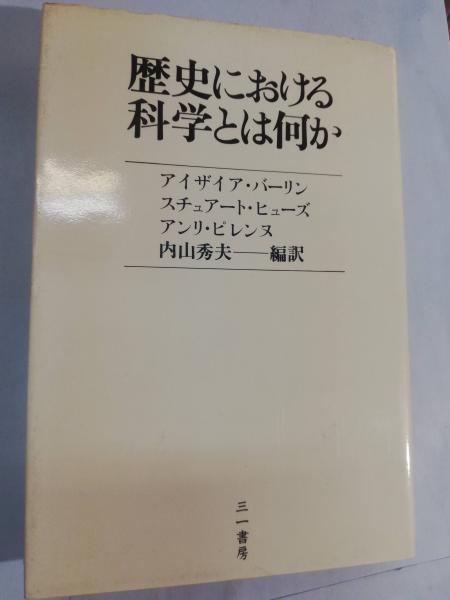 歴史における
科学とは何か
アイザイア・バーリン
スチュアート・ヒューズ
アンリ・ピレンヌ
内山秀夫──編訳
三一書房